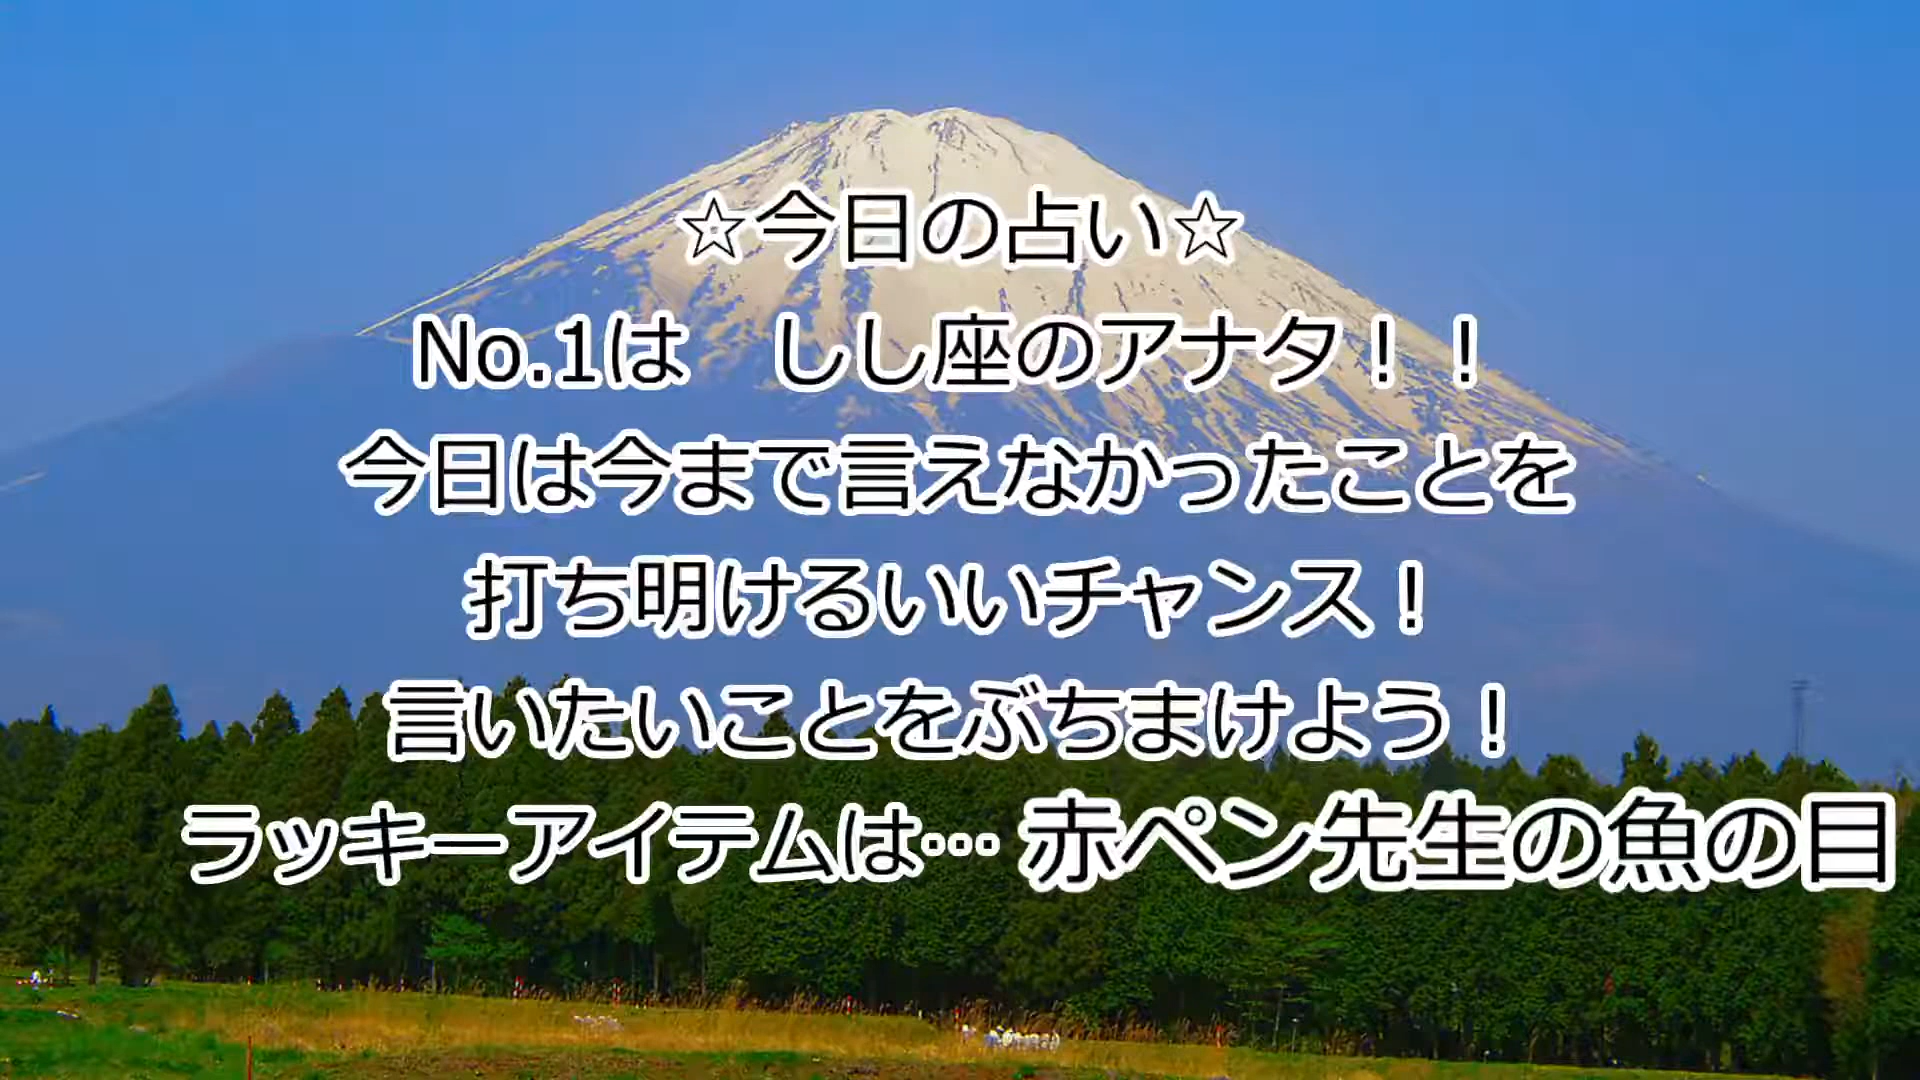 ☆今日の占い☆
No.1は　しし座のアナタ！！
今日は今まで言えなかったことを
打ち明けるいいチャンス！
言いたいことをぶちまけよう！
ラッキーアイテムは…赤ペン先生の魚の目